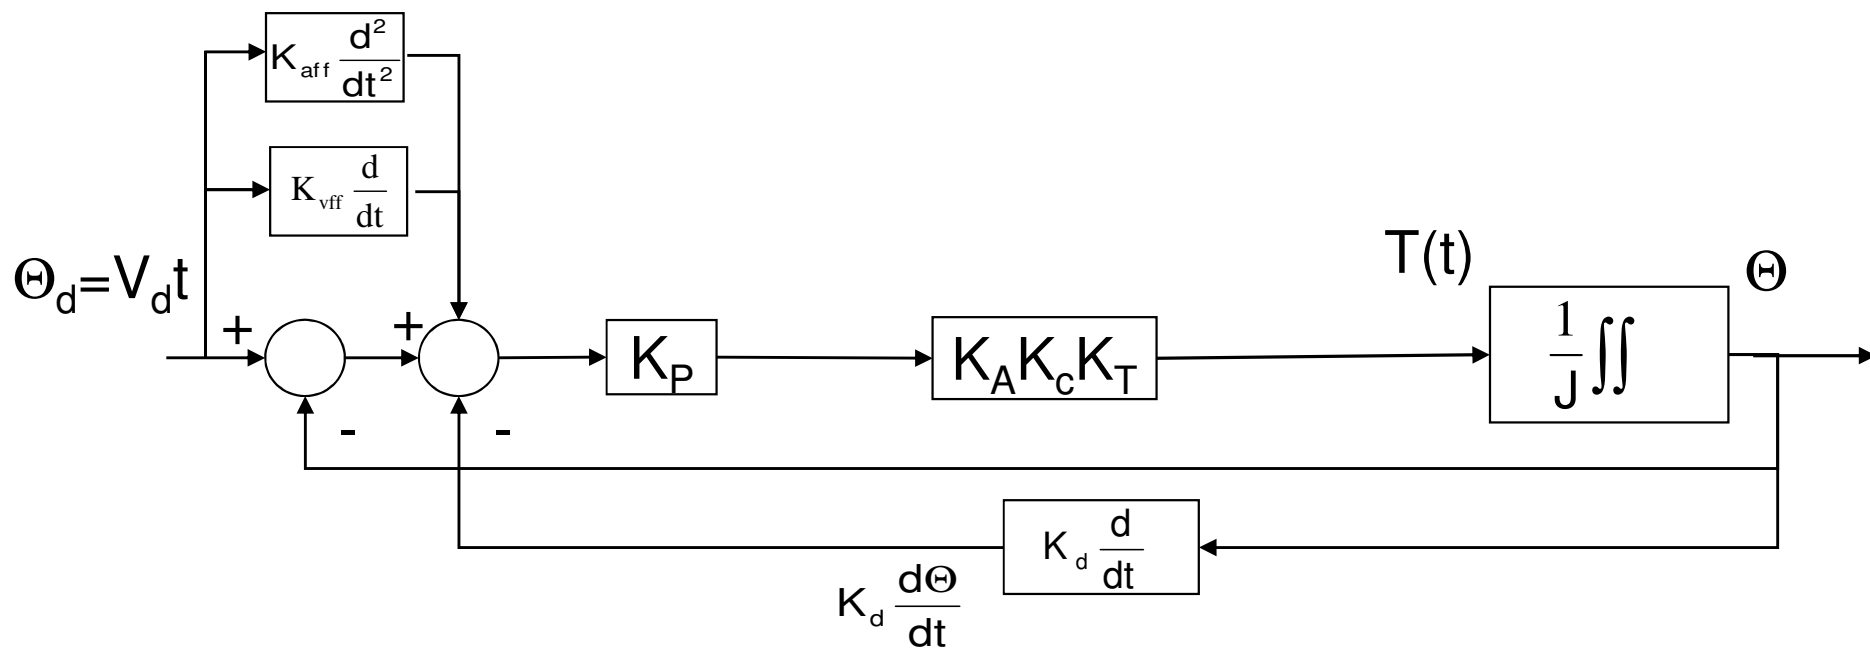 K_aff d²/dt²
K_vff d/dt
Θ_d=V_dt
+
+
-
-
K_P
K_AK_cK_T
T(t)
1/J ∬
Θ
K_d d/dt
K_d dΘ/dt